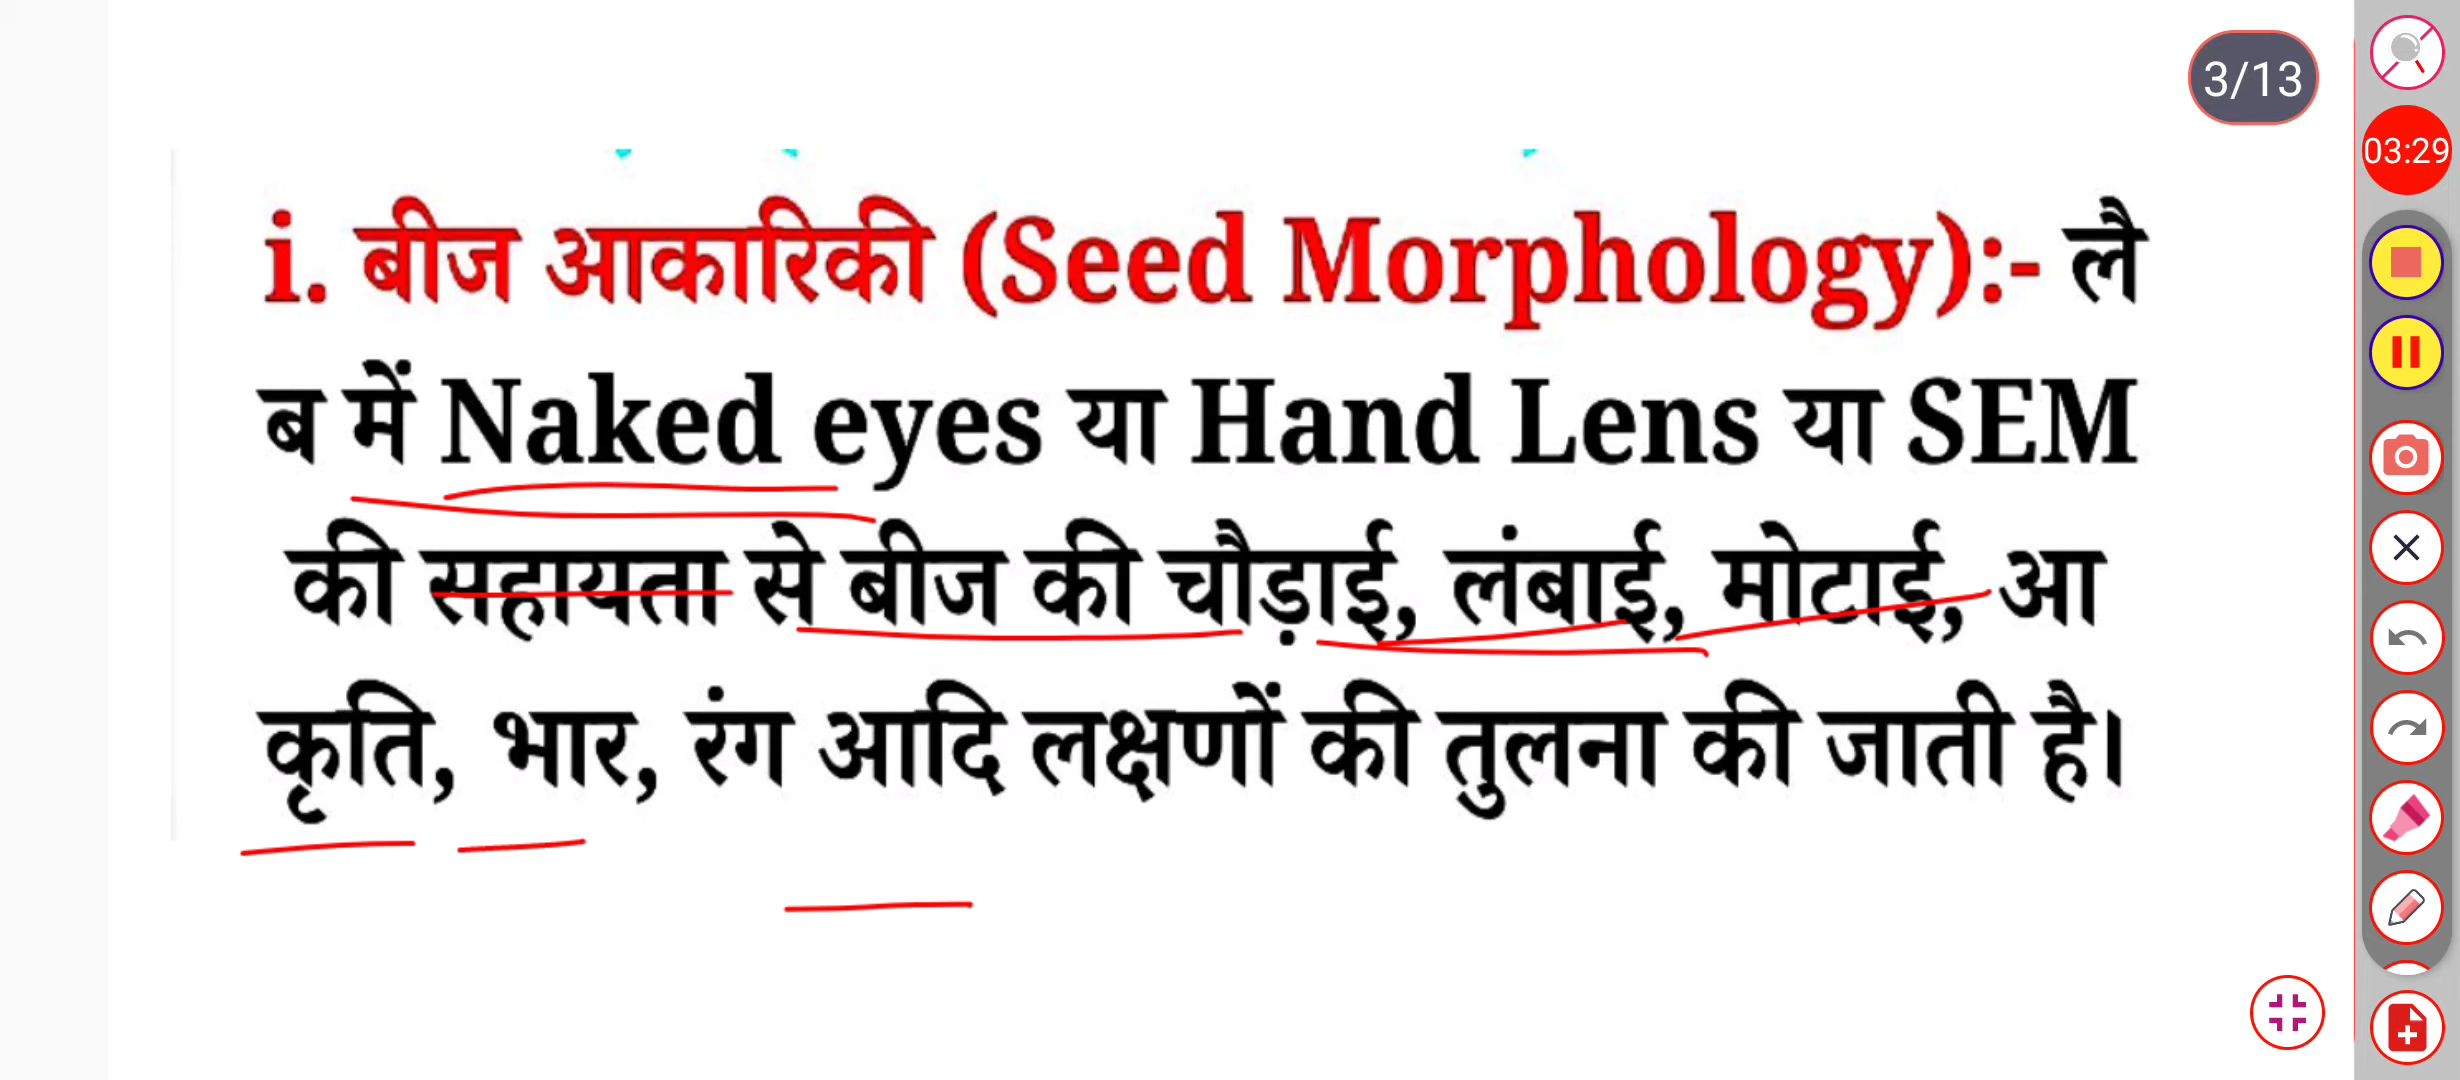 3/13
03:29
i. बीज आकारिकी (Seed Morphology):- लै
ब में Naked eyes या Hand Lens या SEM
की सहायता से बीज की चौड़ाई, लंबाई, मोटाई, आ
कृति, भार, रंग आदि लक्षणों की तुलना की जाती है।